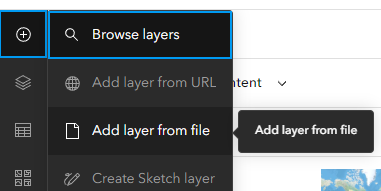 Browse layers
Add layer from URL
ntent
Add layer from file
Add layer from file
Create Sketch layer